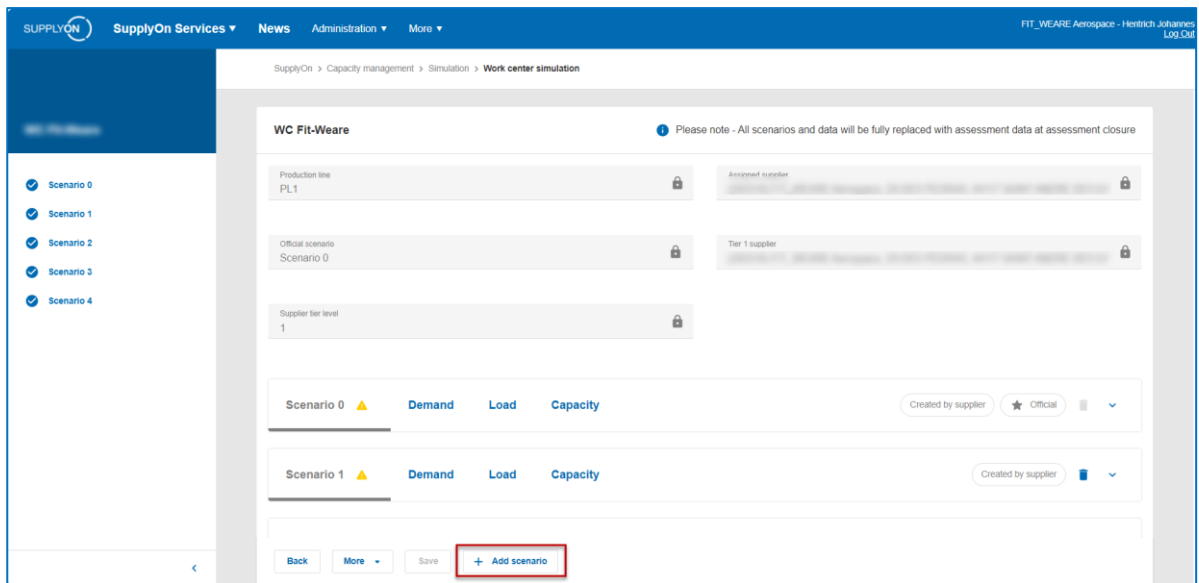 SUPPLYON
SupplyOn Services ▾ News Administration ▾ More ▾
FIT_WEARE Aerospace - Hentrich Johannes
Log Out
SupplyOn > Capacity management > Simulation > Work center simulation
WC Fit-Weare
Please note - All scenarios and data will be fully replaced with assessment data at assessment closure
Scenario 0
Scenario 1
Scenario 2
Scenario 3
Scenario 4
Production line
PL1
Assigned supplier
Official scenario
Scenario 0
Tier 1 supplier
Supplier tier level
1
Scenario 0 Demand Load Capacity Created by supplier ★ Official
Scenario 1 Demand Load Capacity Created by supplier
Back More ▾ Save + Add scenario